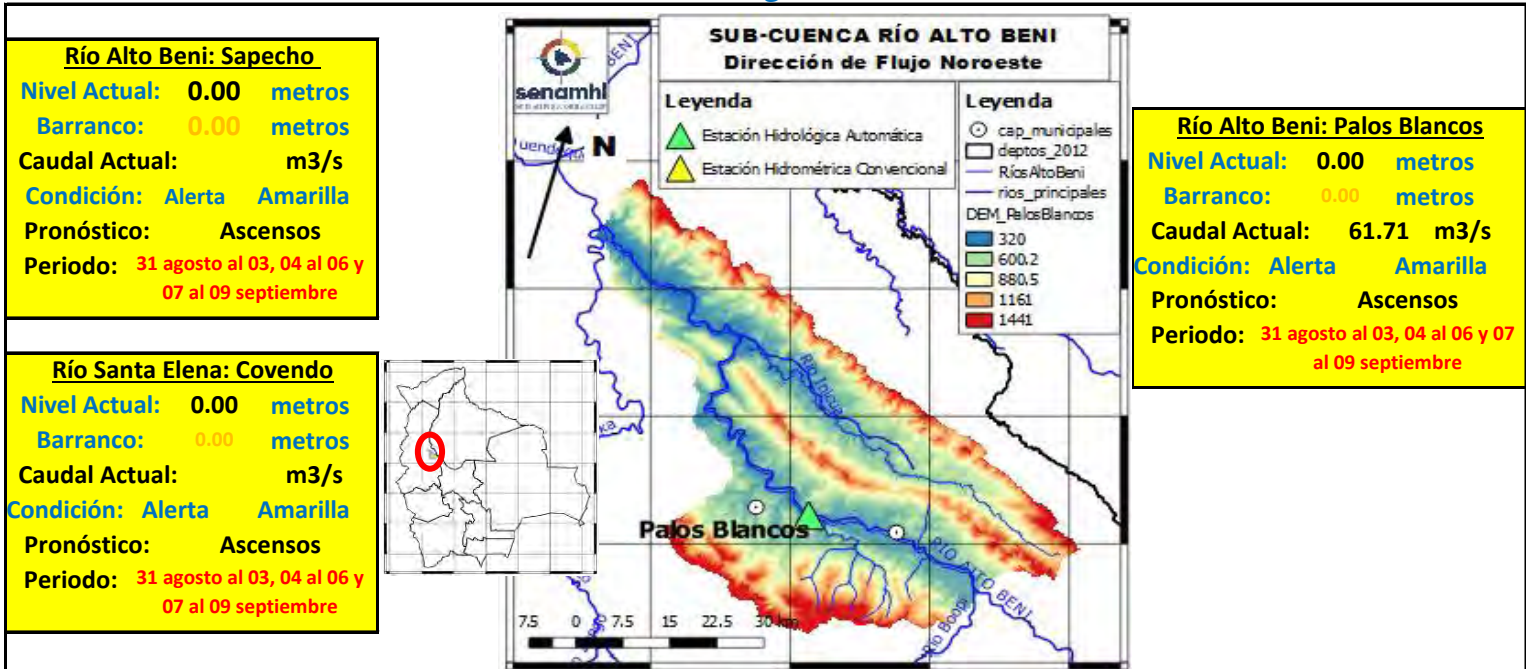 Río Alto Beni: Sapecho
Nivel Actual: 0.00 metros
Barranco: 0.00 metros
Caudal Actual: m3/s
Condición: Alerta Amarilla
Pronóstico: Ascensos
Periodo: 31 agosto al 03, 04 al 06 y
07 al 09 septiembre
Río Santa Elena: Covendo
Nivel Actual: 0.00 metros
Barranco: 0.00 metros
Caudal Actual: m3/s
Condición: Alerta Amarilla
Pronóstico: Ascensos
Periodo: 31 agosto al 03, 04 al 06 y
07 al 09 septiembre
SUB-CUENCA RÍO ALTO BENI
Dirección de Flujo Noroeste
senamhi
BENI
N
Leyenda
Estación Hidrológica Automática
Estación Hidrométrica Convencional
Leyenda
cap_municipales
deptos_2012
RíosAltoBeni
rios_principales
DEM_PalosBlancos
320
600.2
880.5
1161
1441
Río Inicua
Palos Blancos
RÍO ALTO BENI
Río Boopi
7.5 0 7.5 15 22.5 30 km
Río Alto Beni: Palos Blancos
Nivel Actual: 0.00 metros
Barranco: 0.00 metros
Caudal Actual: 61.71 m3/s
Condición: Alerta Amarilla
Pronóstico: Ascensos
Periodo: 31 agosto al 03, 04 al 06 y 07
al 09 septiembre